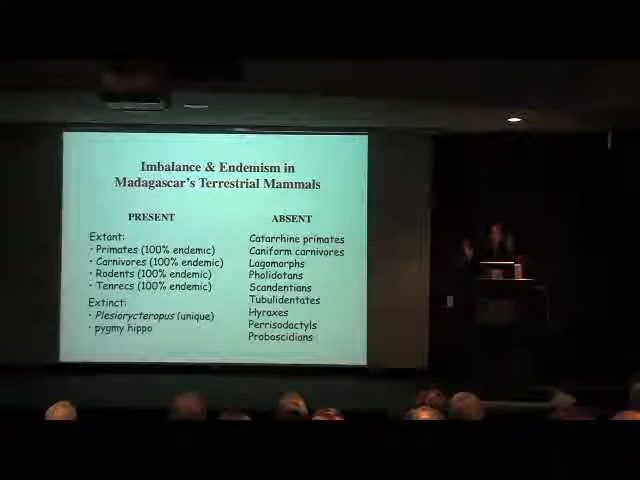 Imbalance & Endemism in
Madagascar's Terrestrial Mammals
PRESENT
Extant:
• Primates (100% endemic)
• Carnivores (100% endemic)
• Rodents (100% endemic)
• Tenrecs (100% endemic)
Extinct:
• Plesiorycteropus (unique)
• pygmy hippo
ABSENT
Catarrhine primates
Caniform carnivores
Lagomorphs
Pholidotans
Scandentians
Tubulidentates
Hyraxes
Perrisodactyls
Proboscidians